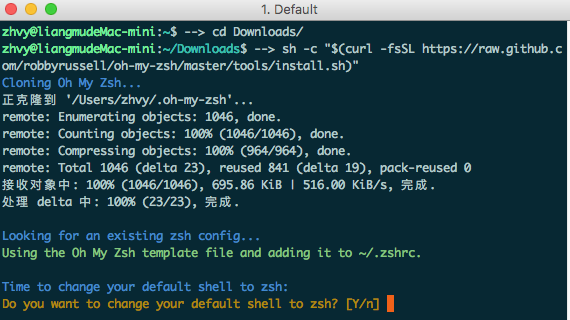 1. Default
zhvy@liangmudeMac-mini:~$ --> cd Downloads/
zhvy@liangmudeMac-mini:~/Downloads$ --> sh -c "$(curl -fsSL https://raw.github.c
om/robbyrussell/oh-my-zsh/master/tools/install.sh)"
Cloning Oh My Zsh...
正克隆到 '/Users/zhvy/.oh-my-zsh'...
remote: Enumerating objects: 1046, done.
remote: Counting objects: 100% (1046/1046), done.
remote: Compressing objects: 100% (964/964), done.
remote: Total 1046 (delta 23), reused 841 (delta 19), pack-reused 0
接收对象中: 100% (1046/1046), 695.86 KiB | 516.00 KiB/s, 完成.
处理 delta 中: 100% (23/23), 完成.
Looking for an existing zsh config...
Using the Oh My Zsh template file and adding it to ~/.zshrc.
Time to change your default shell to zsh:
Do you want to change your default shell to zsh? [Y/n]